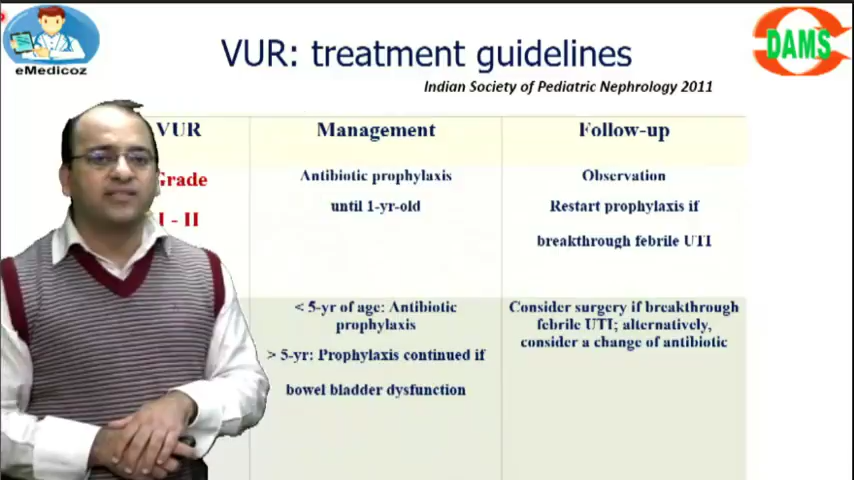 eMedicoz
VUR: treatment guidelines
DAMS
Indian Society of Pediatric Nephrology 2011
VUR
Management
Follow-up
Grade
I - II
Antibiotic prophylaxis
until 1-yr-old
Observation
Restart prophylaxis if
breakthrough febrile UTI
< 5-yr of age: Antibiotic
prophylaxis
> 5-yr: Prophylaxis continued if
bowel bladder dysfunction
Consider surgery if breakthrough
febrile UTI; alternatively,
consider a change of antibiotic